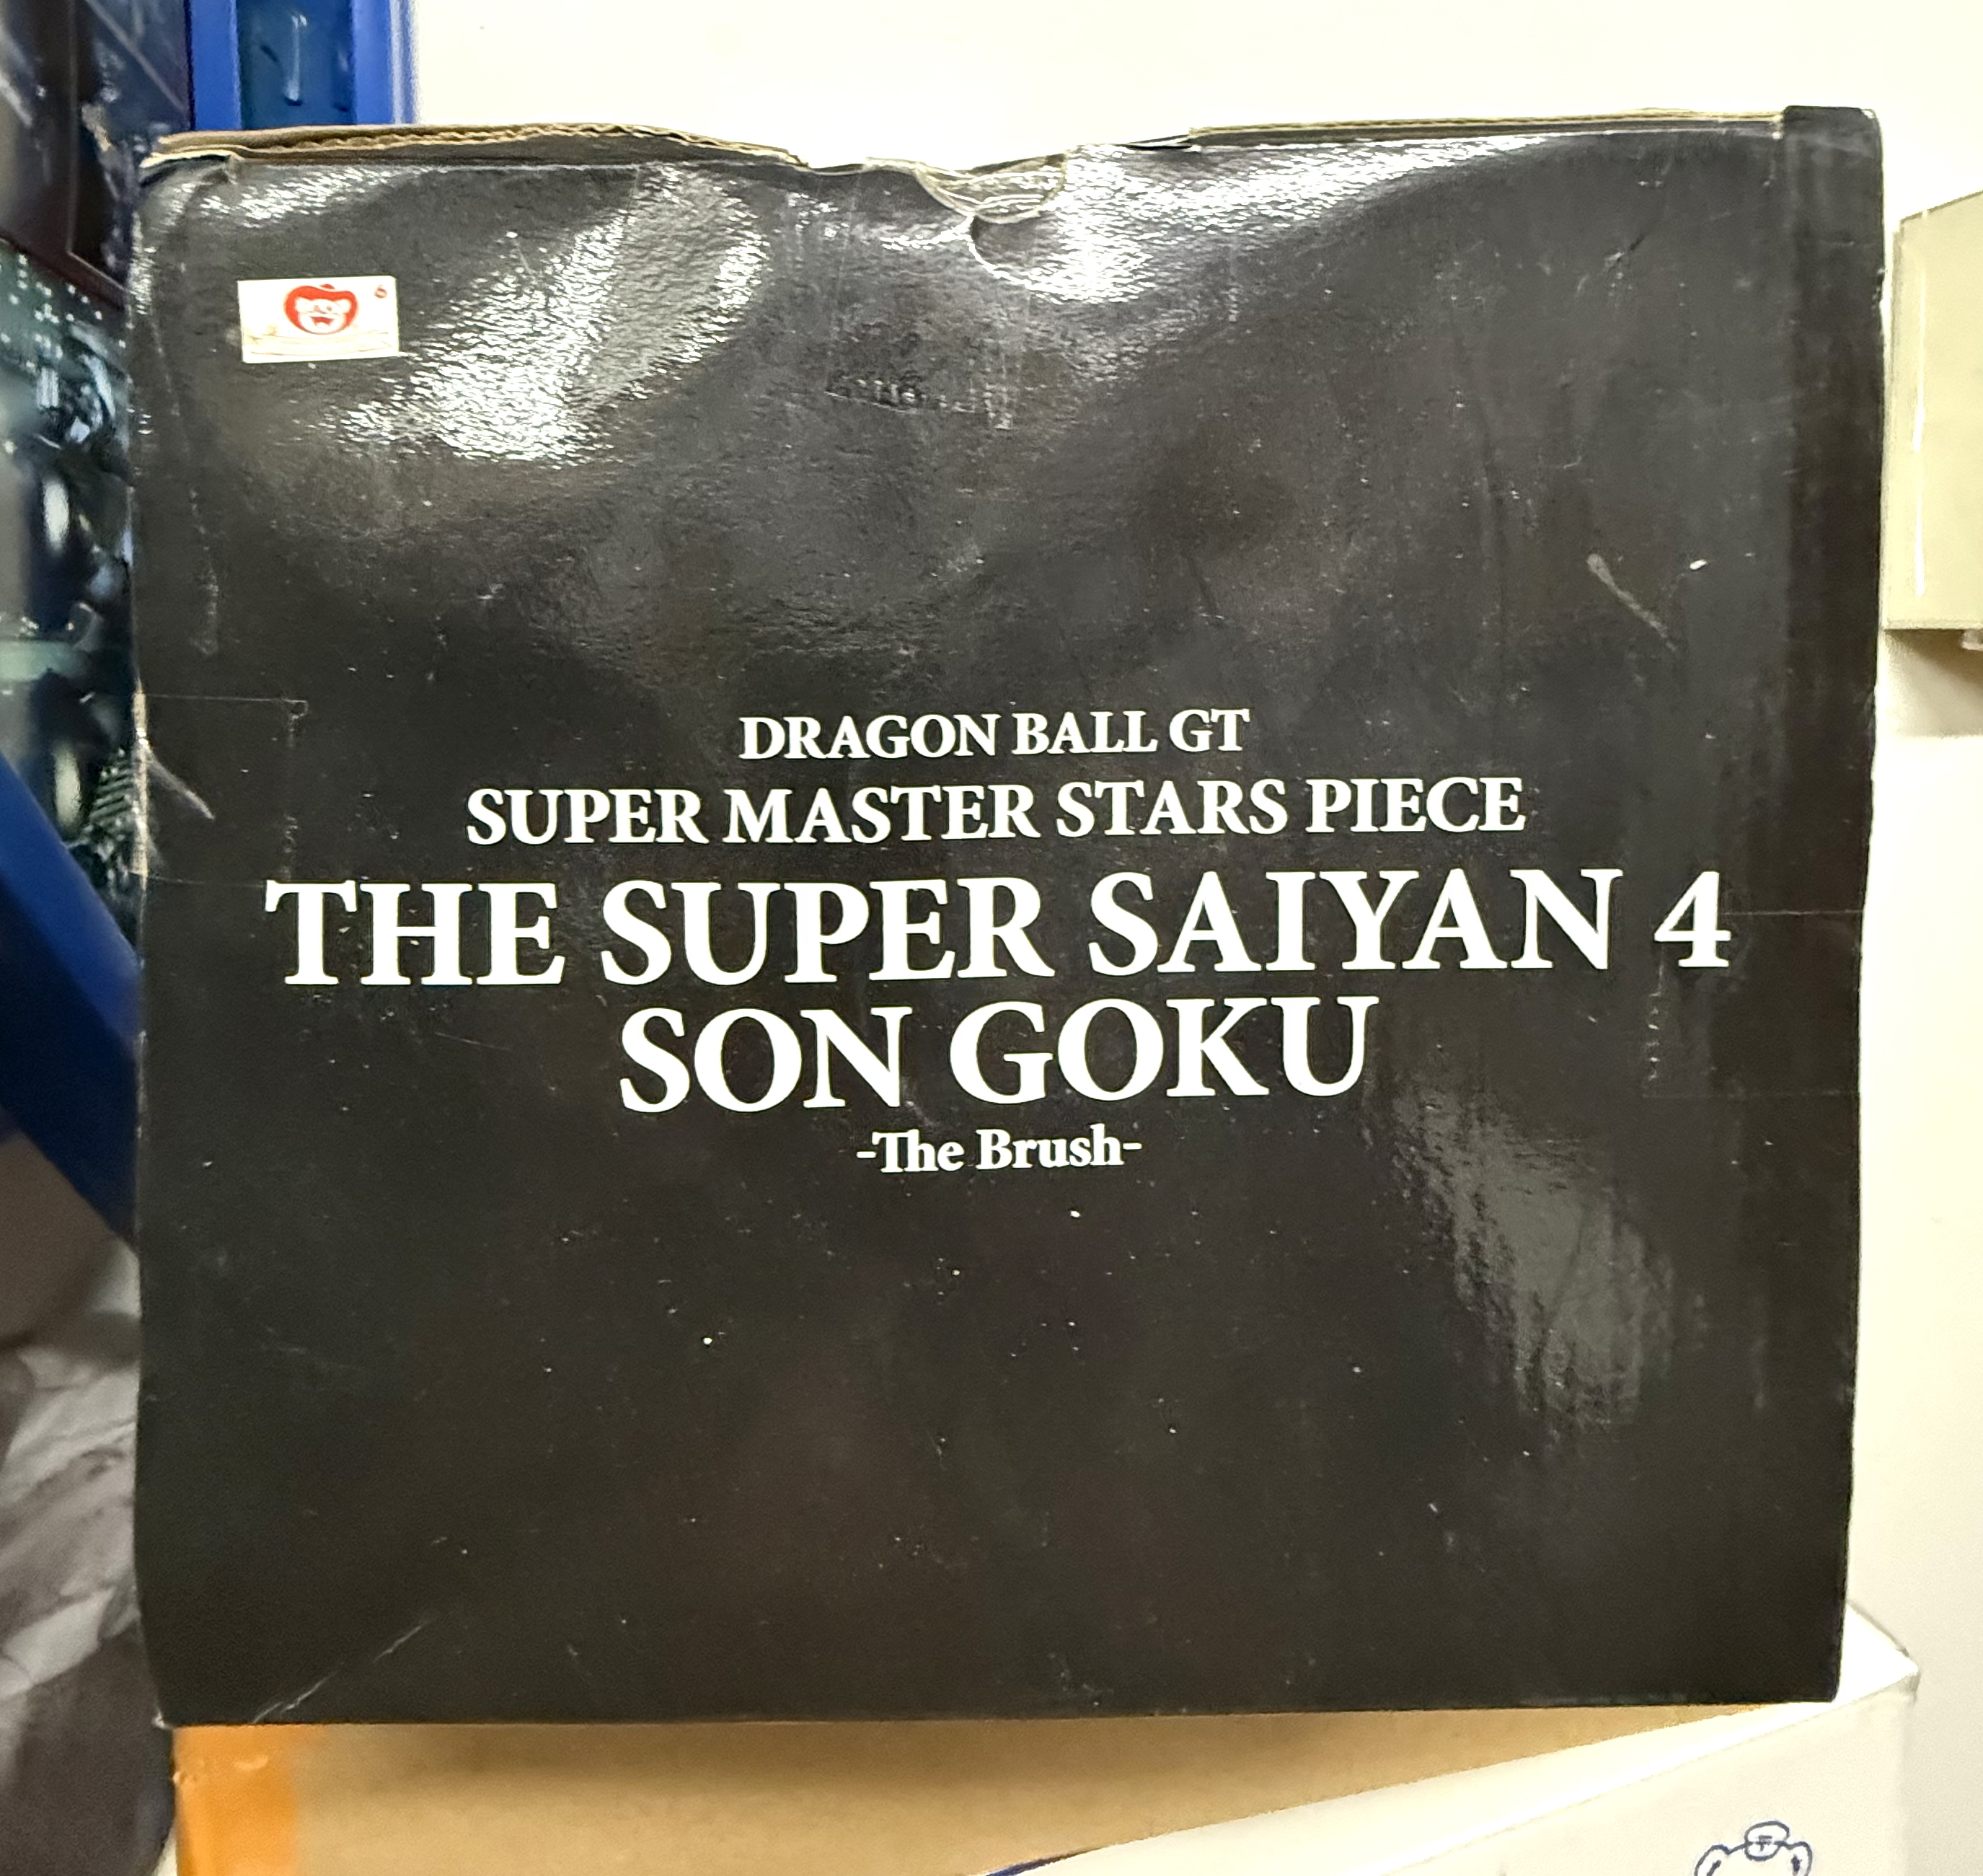 DRAGON BALL GT
SUPER MASTER STARS PIECE
THE SUPER SAIYAN 4
SON GOKU
-The Brush-